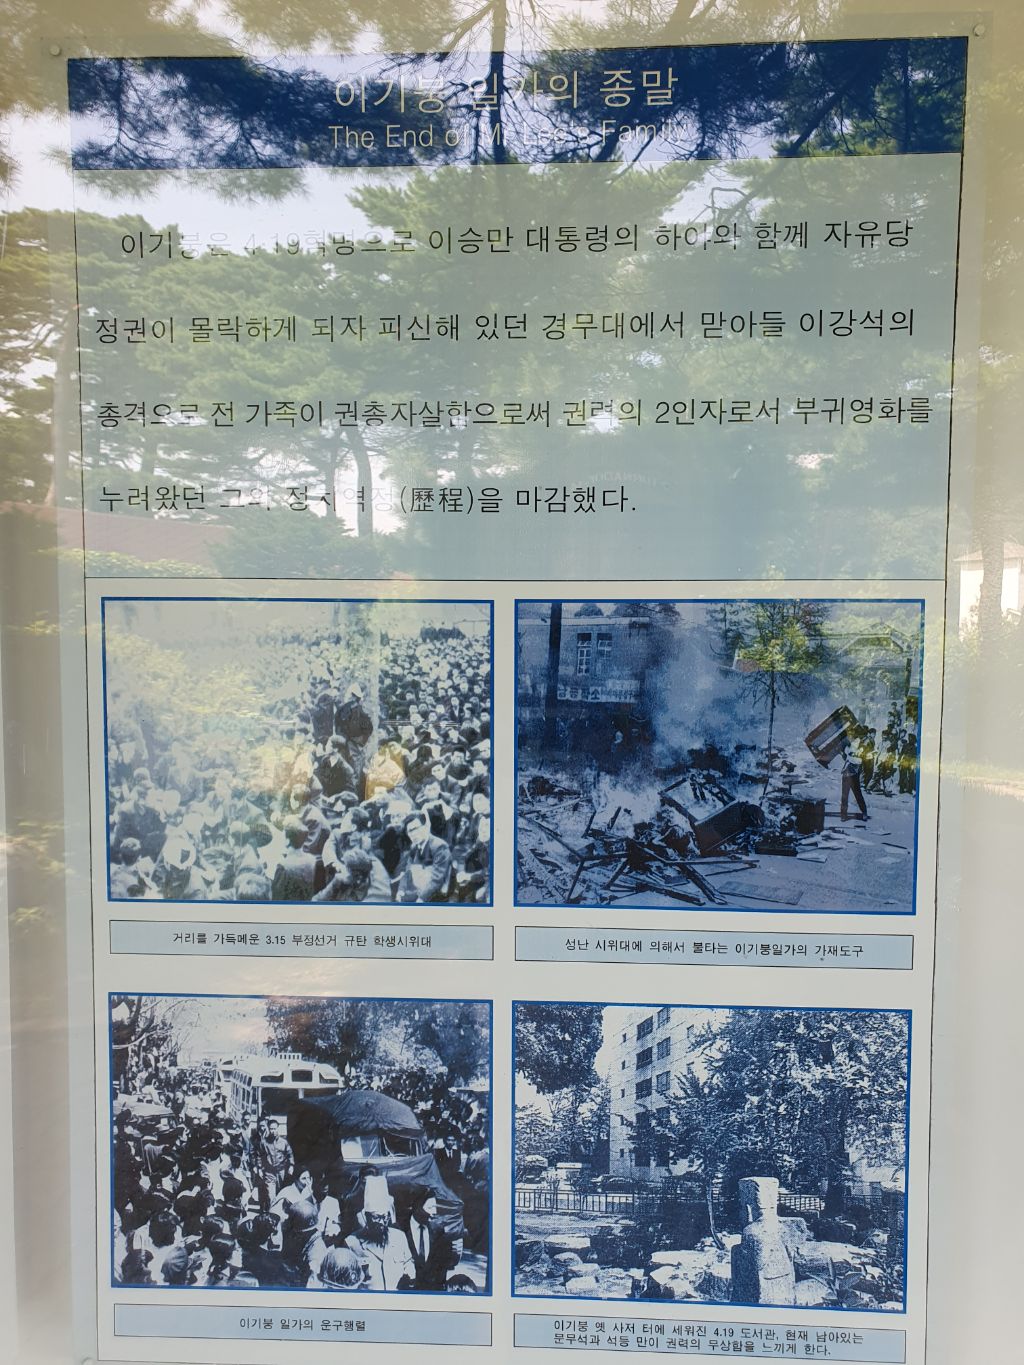 이기붕 일가의 종말
The End of Mr Lee's Family
이기붕은 4.19혁명으로 이승만 대통령의 하야와 함께 자유당
정권이 몰락하게 되자 피신해 있던 경무대에서 맏아들 이강석의
총격으로 전 가족이 권총자살함으로써 권력의 2인자로서 부귀영화를
누려왔던 그의 정치역정(歷程)을 마감했다.
거리를 가득메운 3.15 부정선거 규탄 학생시위대
성난 시위대에 의해서 불타는 이기붕일가의 가재도구
이기붕 일가의 운구행렬
이기붕 옛 사저 터에 세워진 4.19 도서관, 현재 남아있는
문무석과 석등 만이 권력의 무상함을 느끼게 한다.